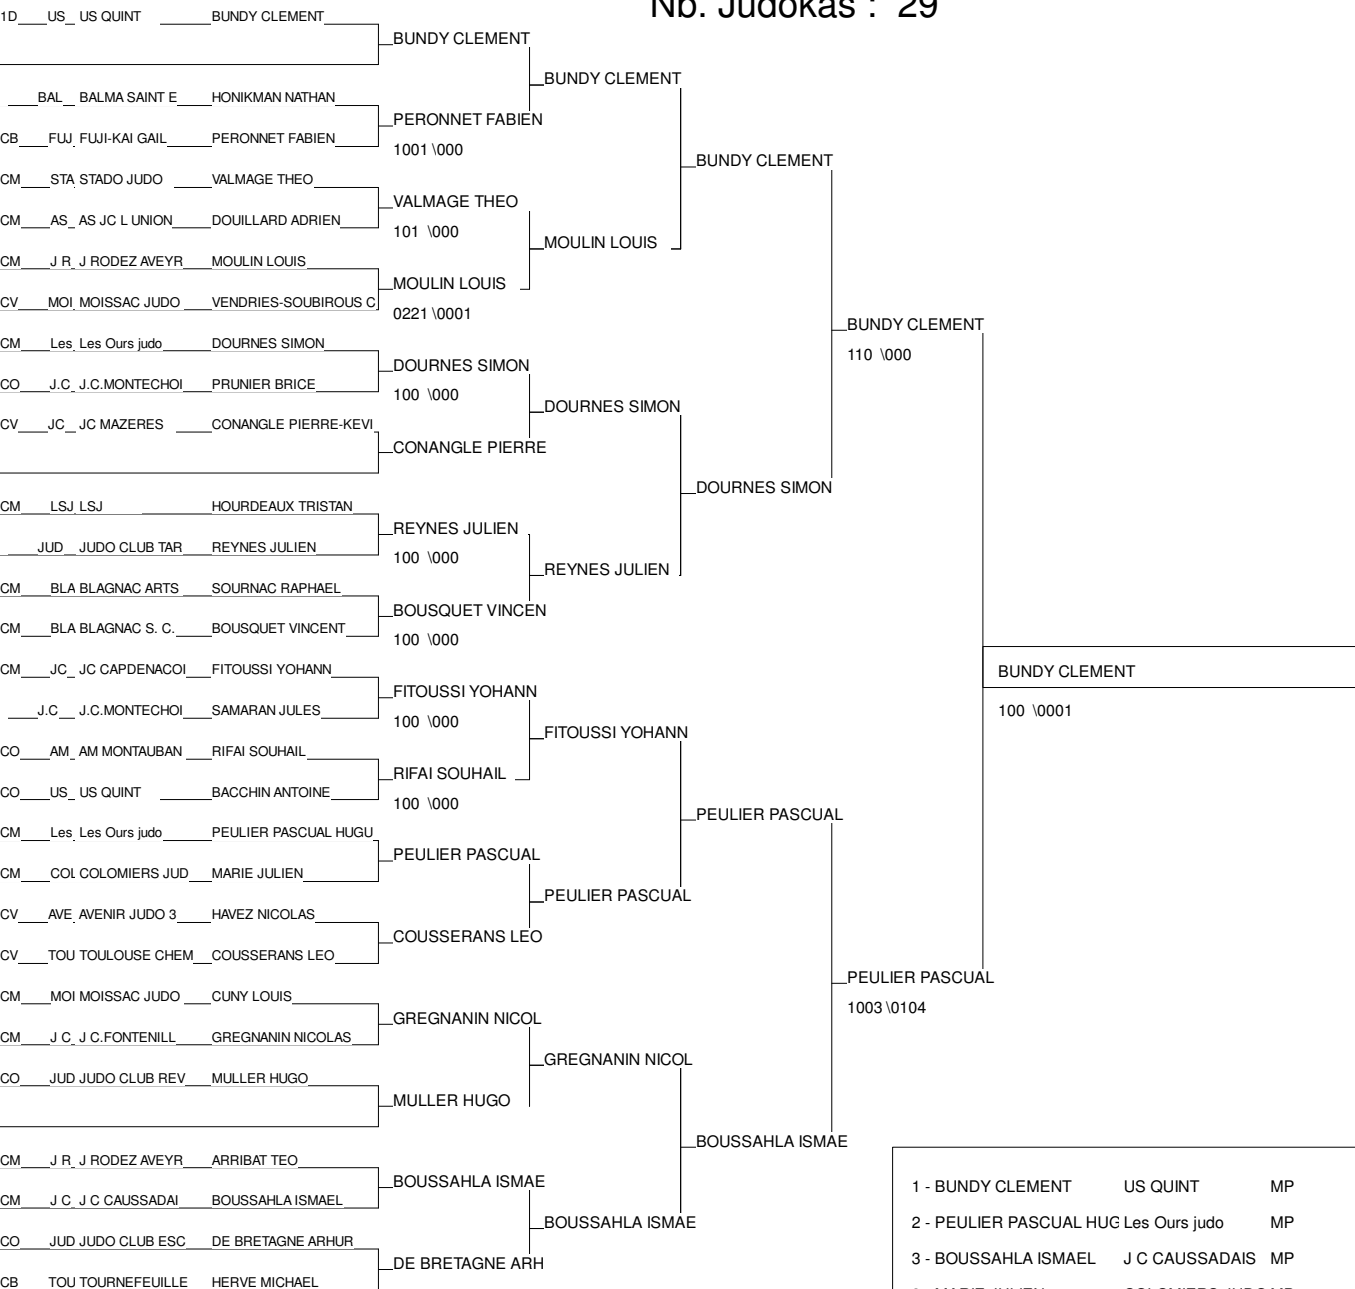 Nb. Judokas : 29
1D US US QUINT BUNDY CLEMENT
BUNDY CLEMENT
BUNDY CLEMENT
BAL BALMA SAINT E HONIKMAN NATHAN
PERONNET FABIEN
CB FUJ FUJI-KAI GAIL PERONNET FABIEN
1001 \000
BUNDY CLEMENT
CM STA STADO JUDO VALMAGE THEO
VALMAGE THEO
CM AS AS JC L UNION DOUILLARD ADRIEN
101 \000
MOULIN LOUIS
CM J R J RODEZ AVEYR MOULIN LOUIS
MOULIN LOUIS
CV MOI MOISSAC JUDO VENDRIES-SOUBIROUS C
0221 \0001
BUNDY CLEMENT
CM Les Les Ours judo DOURNES SIMON
110 \000
DOURNES SIMON
CO J.C J.C.MONTECHOI PRUNIER BRICE
100 \000
DOURNES SIMON
CV JC JC MAZERES CONANGLE PIERRE-KEVI
CONANGLE PIERRE
DOURNES SIMON
CM LSJ LSJ HOURDEAUX TRISTAN
REYNES JULIEN
JUD JUDO CLUB TAR REYNES JULIEN
100 \000
REYNES JULIEN
CM BLA BLAGNAC ARTS SOURNAC RAPHAEL
BOUSQUET VINCEN
CM BLA BLAGNAC S. C. BOUSQUET VINCENT
100 \000
CM JC JC CAPDENACOI FITOUSSI YOHANN
BUNDY CLEMENT
FITOUSSI YOHANN
J.C J.C.MONTECHOI SAMARAN JULES
100 \0001
100 \000
FITOUSSI YOHANN
CO AM AM MONTAUBAN RIFAI SOUHAIL
RIFAI SOUHAIL
CO US US QUINT BACCHIN ANTOINE
100 \000
PEULIER PASCUAL
CM Les Les Ours judo PEULIER PASCUAL HUGU
PEULIER PASCUAL
CM COL COLOMIERS JUD MARIE JULIEN
PEULIER PASCUAL
CV AVE AVENIR JUDO 3 HAVEZ NICOLAS
COUSSERANS LEO
CV TOU TOULOUSE CHEM COUSSERANS LEO
PEULIER PASCUAL
CM MOI MOISSAC JUDO CUNY LOUIS
1003 \0104
GREGNANIN NICOL
CM J C J C.FONTENILL GREGNANIN NICOLAS
GREGNANIN NICOL
CO JUD JUDO CLUB REV MULLER HUGO
MULLER HUGO
BOUSSAHLA ISMAE
CM J R J RODEZ AVEYR ARRIBAT TEO
BOUSSAHLA ISMAE
1 - BUNDY CLEMENT US QUINT MP
CM J C J C CAUSSADAI BOUSSAHLA ISMAEL
BOUSSAHLA ISMAE
2 - PEULIER PASCUAL HUG Les Ours judo MP
CO JUD JUDO CLUB ESC DE BRETAGNE ARHUR
DE BRETAGNE ARH
3 - BOUSSAHLA ISMAEL J C CAUSSADAIS MP
CB TOU TOURNEFEUILLE HERVE MICHAEL